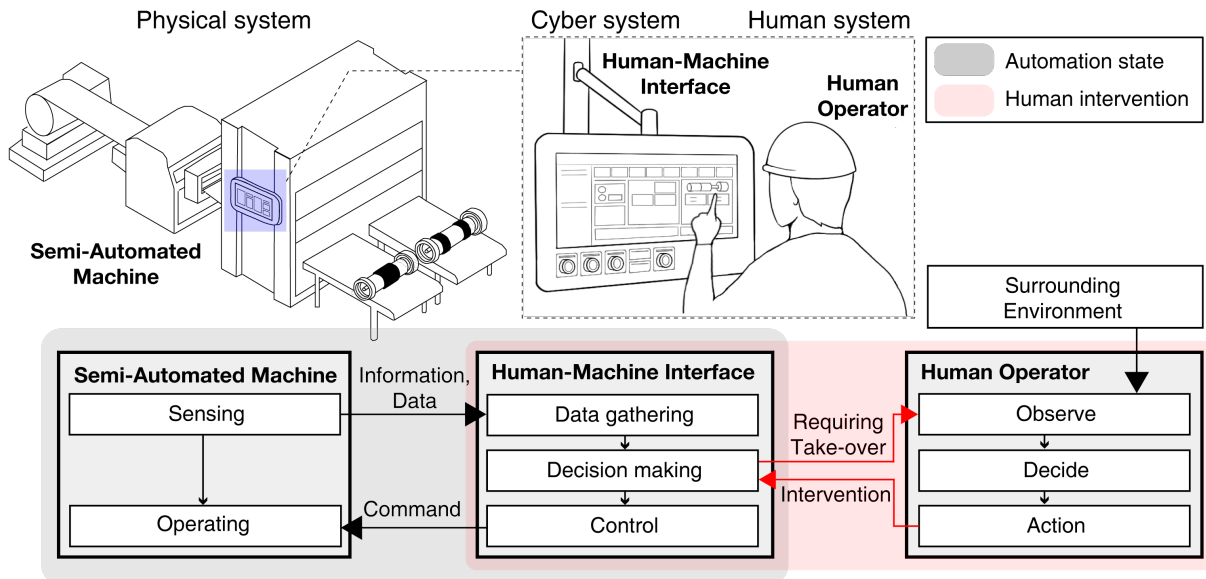 Physical system
Cyber system
Human system
Human-Machine
Interface
Human
Operator
Automation state
Human intervention
Semi-Automated
Machine
Surrounding
Environment
Semi-Automated Machine
Sensing
Operating
Information,
Data
Command
Human-Machine Interface
Data gathering
Decision making
Control
Requiring
Take-over
Intervention
Human Operator
Observe
Decide
Action